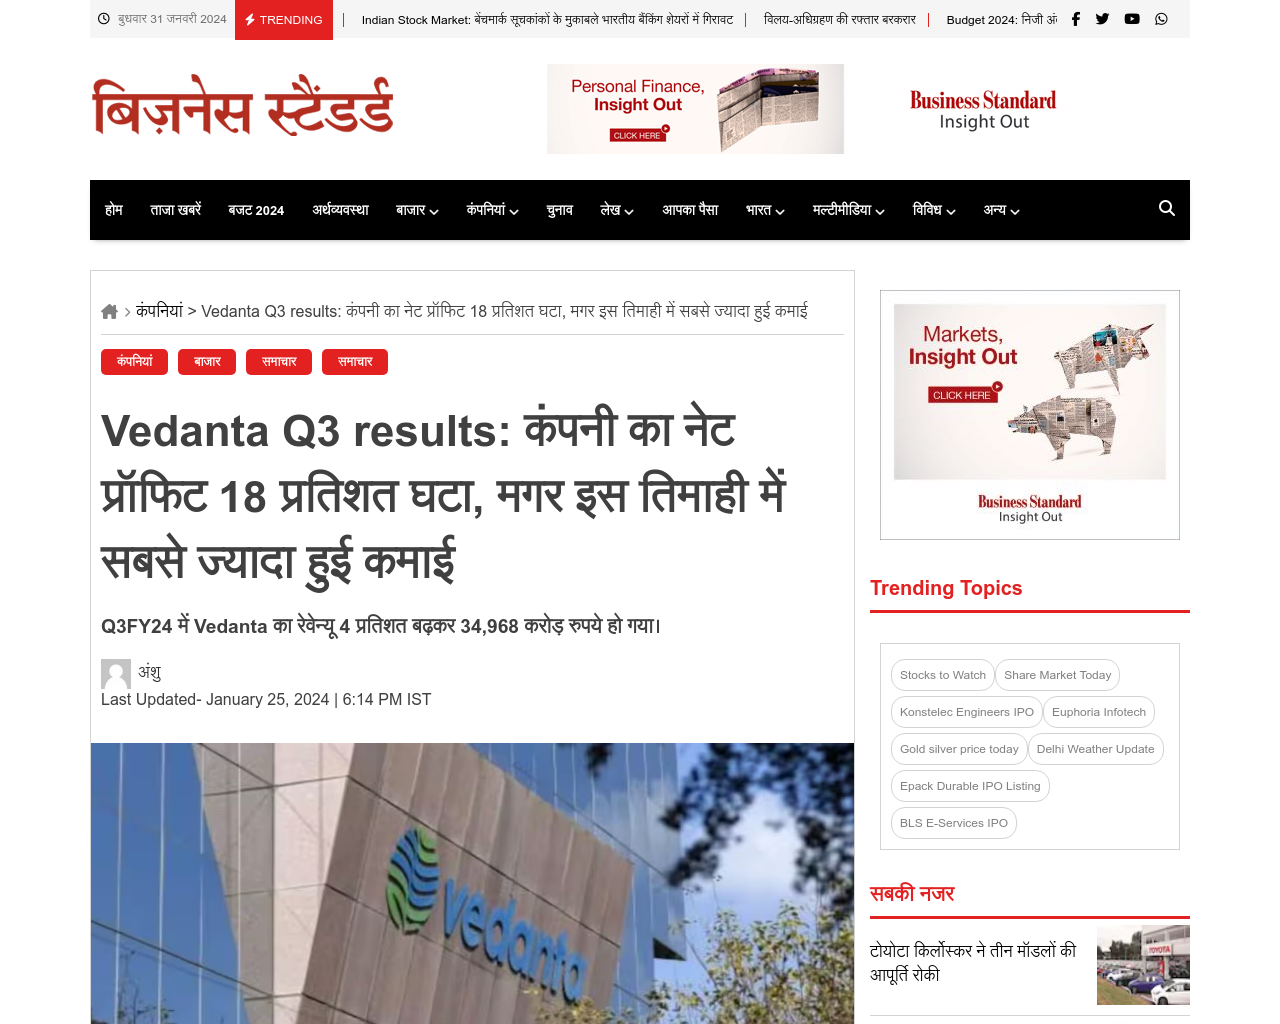 बुधवार 31 जनवरी 2024
TRENDING
Indian Stock Market: बेंचमार्क सूचकांकों के मुकाबले भारतीय बैंकिंग शेयरों में गिरावट
विलय-अधिग्रहण की रफ्तार बरकरार
Budget 2024: निजी
बिज़नेस स्टैंडर्ड
Personal Finance,
Insight Out
CLICK HERE
Business Standard
Insight Out
होम ताजा खबरें बजट 2024 अर्थव्यवस्था बाजार कंपनियां चुनाव लेख आपका पैसा भारत मल्टीमीडिया विविध अन्य
> कंपनियां > Vedanta Q3 results: कंपनी का नेट प्रॉफिट 18 प्रतिशत घटा, मगर इस तिमाही में सबसे ज्यादा हुई कमाई
कंपनियां बाजार समाचार समाचार
Vedanta Q3 results: कंपनी का नेट
प्रॉफिट 18 प्रतिशत घटा, मगर इस तिमाही में
सबसे ज्यादा हुई कमाई
Q3FY24 में Vedanta का रेवेन्यू 4 प्रतिशत बढ़कर 34,968 करोड़ रुपये हो गया।
अंशु
Last Updated- January 25, 2024 | 6:14 PM IST
vedanta
Markets,
Insight Out
CLICK HERE
Business Standard
Insight Out
Trending Topics
Stocks to Watch
Share Market Today
Konstelec Engineers IPO
Euphoria Infotech
Gold silver price today
Delhi Weather Update
Epack Durable IPO Listing
BLS E-Services IPO
सबकी नजर
टोयोटा किर्लोस्कर ने तीन मॉडलों की
आपूर्ति रोकी
TOYOTA